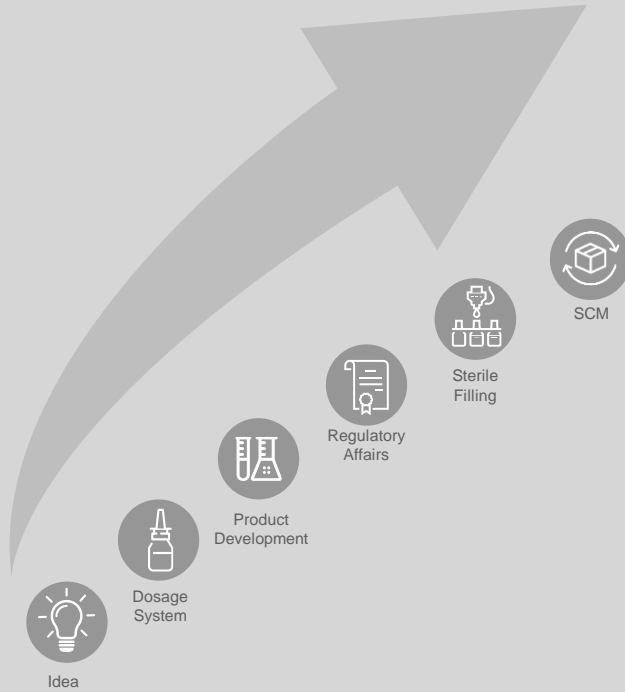 SCM
Sterile
Filling
Regulatory
Affairs
Product
Development
Dosage
System
Idea